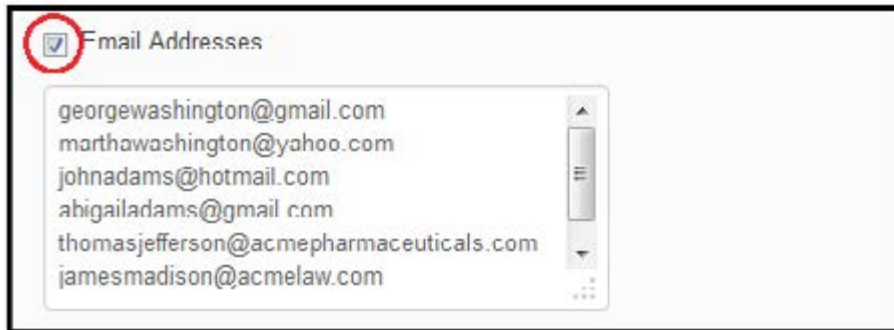 Email Addresses
georgewashington@gmail.com
marthawashington@yahoo.com
johnadams@hotmail.com
abigailadams@gmail.com
thomasjefferson@acmepharmaceuticals.com
jamesmadison@acmelaw.com